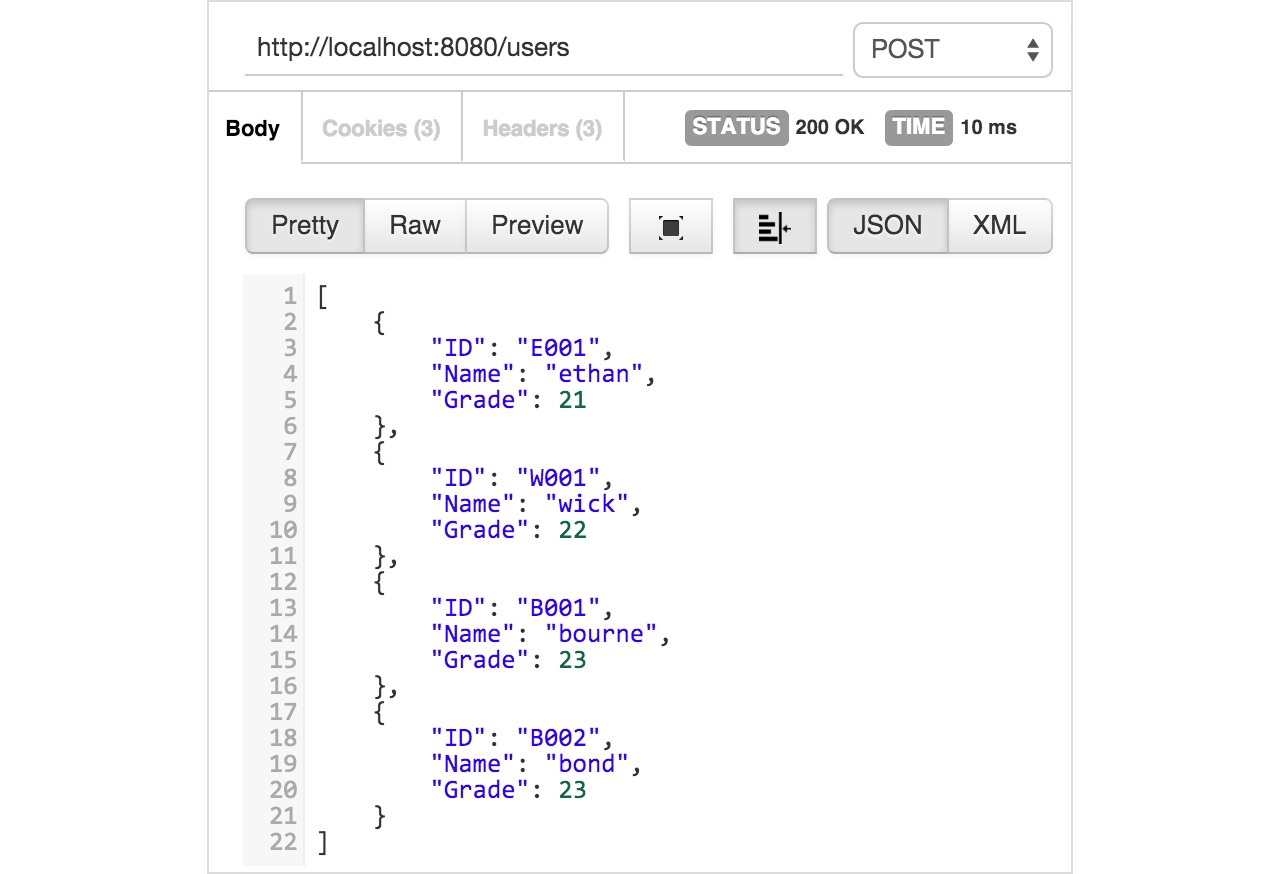 http://localhost:8080/users POST
Body Cookies (3) Headers (3) STATUS 200 OK TIME 10 ms
Pretty Raw Preview JSON XML
1 [
2 {
3 "ID": "E001",
4 "Name": "ethan",
5 "Grade": 21
6 },
7 {
8 "ID": "W001",
9 "Name": "wick",
10 "Grade": 22
11 },
12 {
13 "ID": "B001",
14 "Name": "bourne",
15 "Grade": 23
16 },
17 {
18 "ID": "B002",
19 "Name": "bond",
20 "Grade": 23
21 }
22 ]